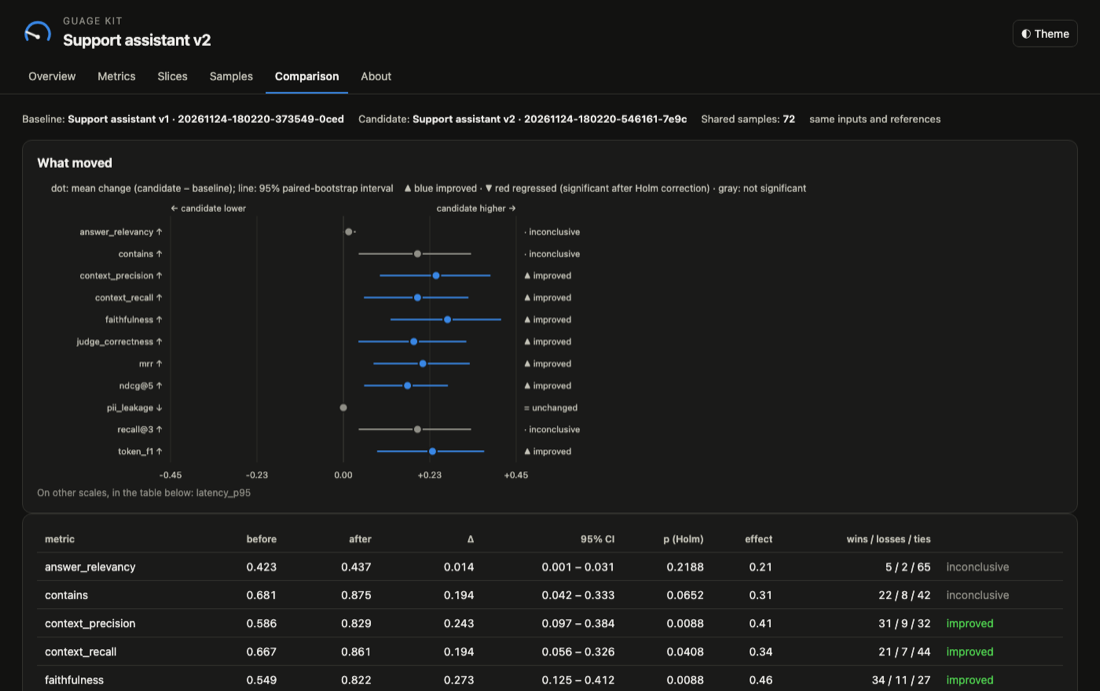 GUAGE KIT
Support assistant v2
◐ Theme
Overview Metrics Slices Samples Comparison About
Baseline: Support assistant v1 · 20261124-180220-373549-0ced Candidate: Support assistant v2 · 20261124-180220-546161-7e9c Shared samples: 72 same inputs and references
What moved
dot: mean change (candidate – baseline); line: 95% paired-bootstrap interval ▲ blue improved · ▼ red regressed (significant after Holm correction) · gray: not significant
← candidate lower candidate higher →
answer_relevancy ↑ · inconclusive
contains ↑ · inconclusive
context_precision ↑ ▲ improved
context_recall ↑ ▲ improved
faithfulness ↑ ▲ improved
judge_correctness ↑ ▲ improved
mrr ↑ ▲ improved
ndcg@5 ↑ ▲ improved
pii_leakage ↓ = unchanged
recall@3 ↑ · inconclusive
token_f1 ↑ ▲ improved
-0.45 -0.23 0.00 +0.23 +0.45
On other scales, in the table below: latency_p95
metric before after Δ 95% CI p (Holm) effect wins / losses / ties
answer_relevancy 0.423 0.437 0.014 0.001 – 0.031 0.2188 0.21 5 / 2 / 65 inconclusive
contains 0.681 0.875 0.194 0.042 – 0.333 0.0652 0.31 22 / 8 / 42 inconclusive
context_precision 0.586 0.829 0.243 0.097 – 0.384 0.0088 0.41 31 / 9 / 32 improved
context_recall 0.667 0.861 0.194 0.056 – 0.326 0.0408 0.34 21 / 7 / 44 improved
faithfulness 0.549 0.822 0.273 0.125 – 0.412 0.0088 0.46 34 / 11 / 27 improved